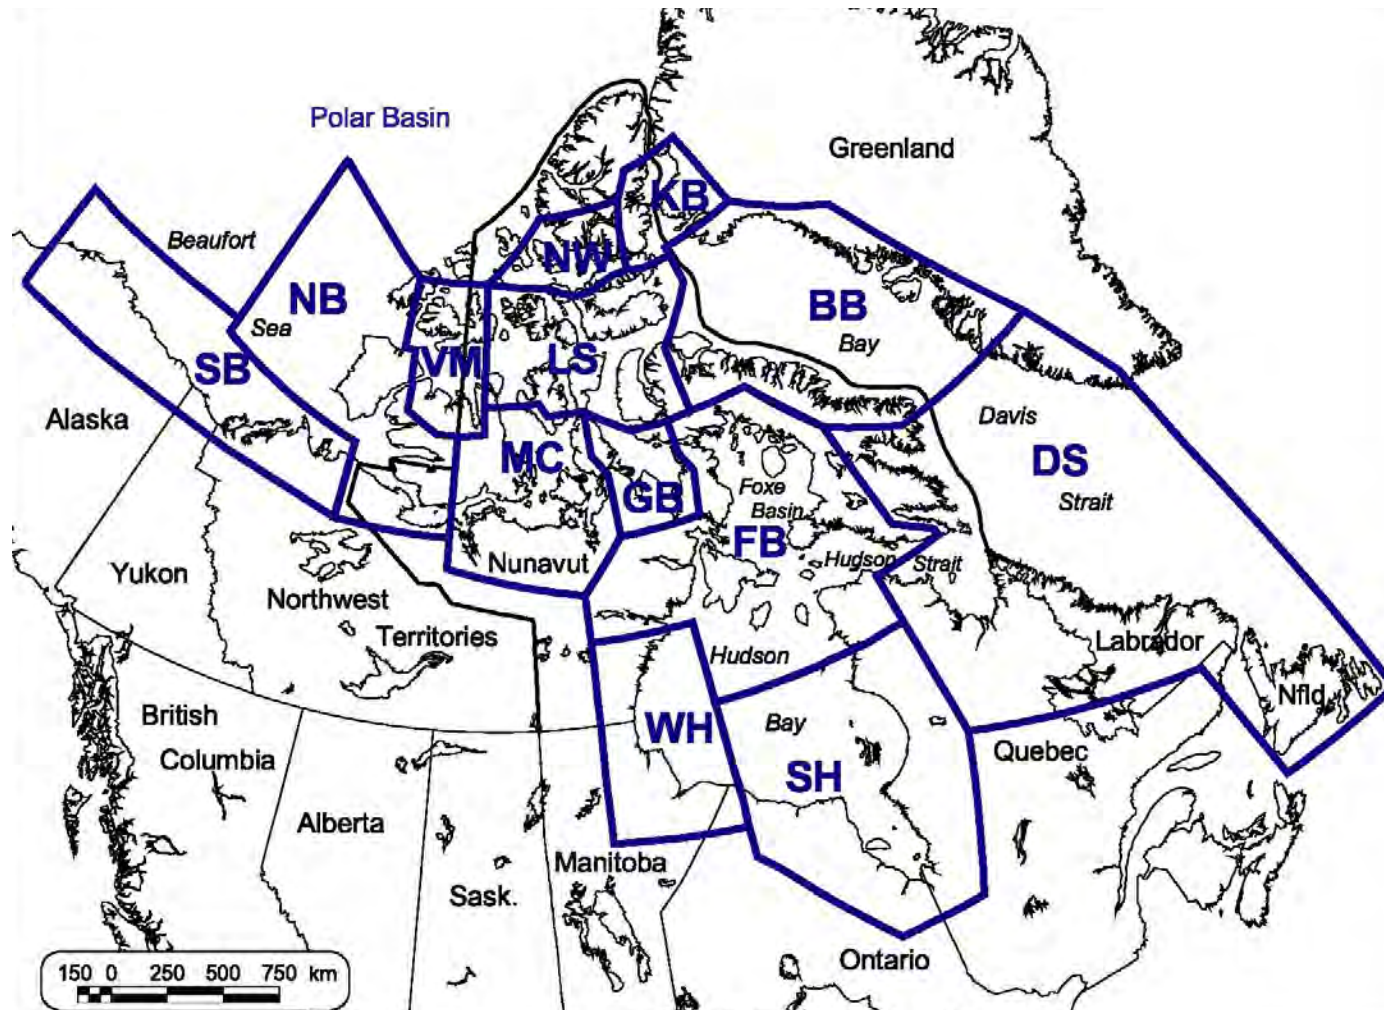 Polar Basin
Greenland
KB
Beaufort
NW
NB
BB
Sea
Bay
VM
LS
SB
Alaska
Davis
MC
DS
GB
Foxe
Basin
Strait
FB
Nunavut
Hudson
Strait
Yukon
Northwest
Territories
Labrador
Hudson
Nfld
British
Columbia
WH
Bay
Quebec
SH
Alberta
Manitoba
Sask.
Ontario
150 0 250 500 750 km